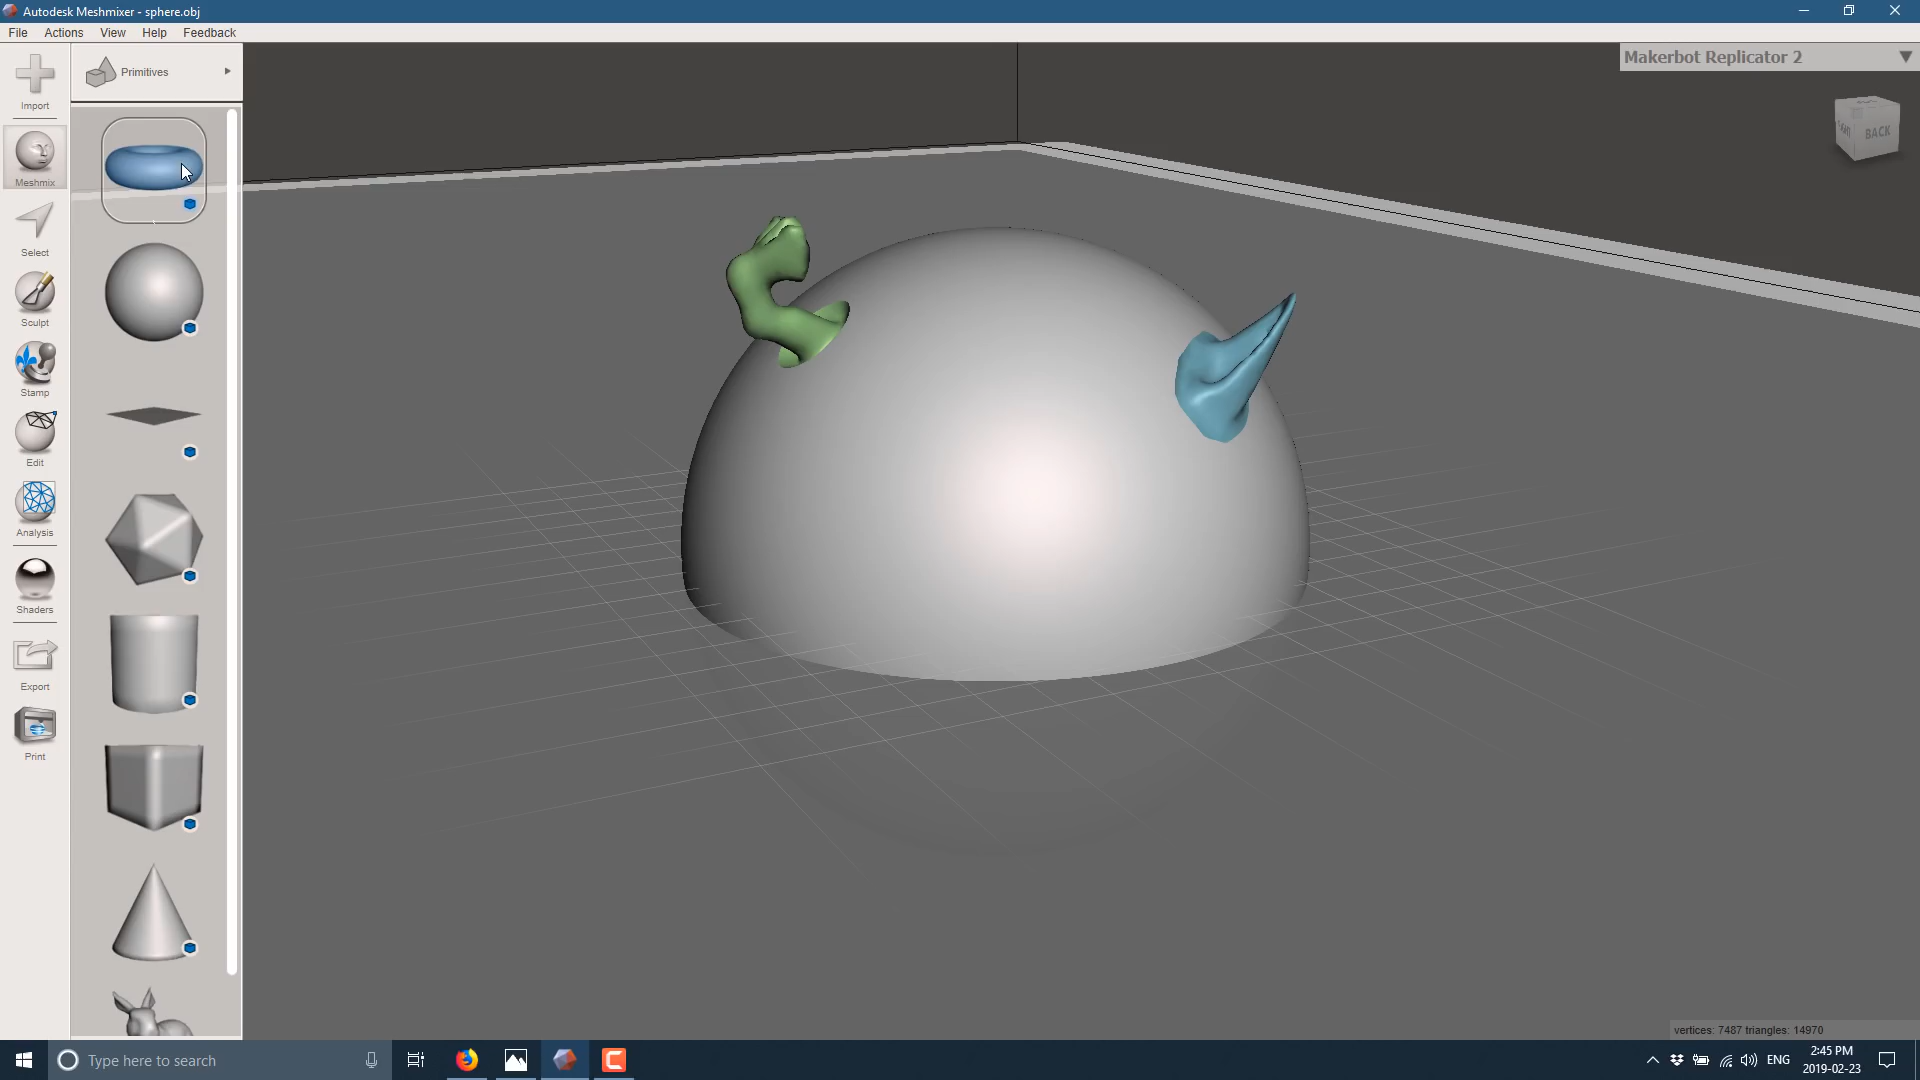 Autodesk Meshmixer - sphere.obj
File Actions View Help Feedback
Import
Meshmix
Select
Sculpt
Stamp
Edit
Analysis
Shaders
Export
Print
Primitives
Makerbot Replicator 2
BACK
vertices: 7487 triangles: 14970
Type here to search
ENG
2:45 PM
2019-02-23